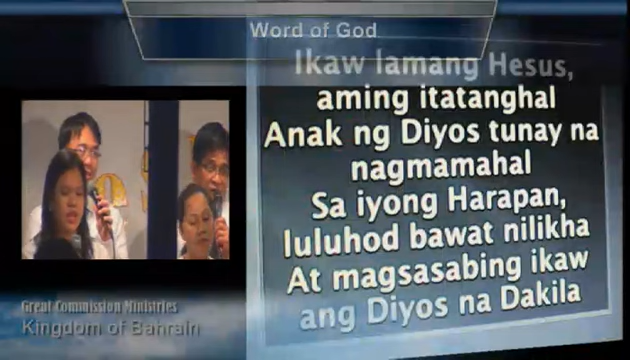 Word of God
Ikaw lamang Hesus,
aming itatanghal
Anak ng Diyos tunay na
nagmamahal
Sa iyong Harapan,
luluhod bawat nilikha
At magsasabing ikaw
ang Diyos na Dakila
Great Commission Ministries
Kingdom of Bahrain